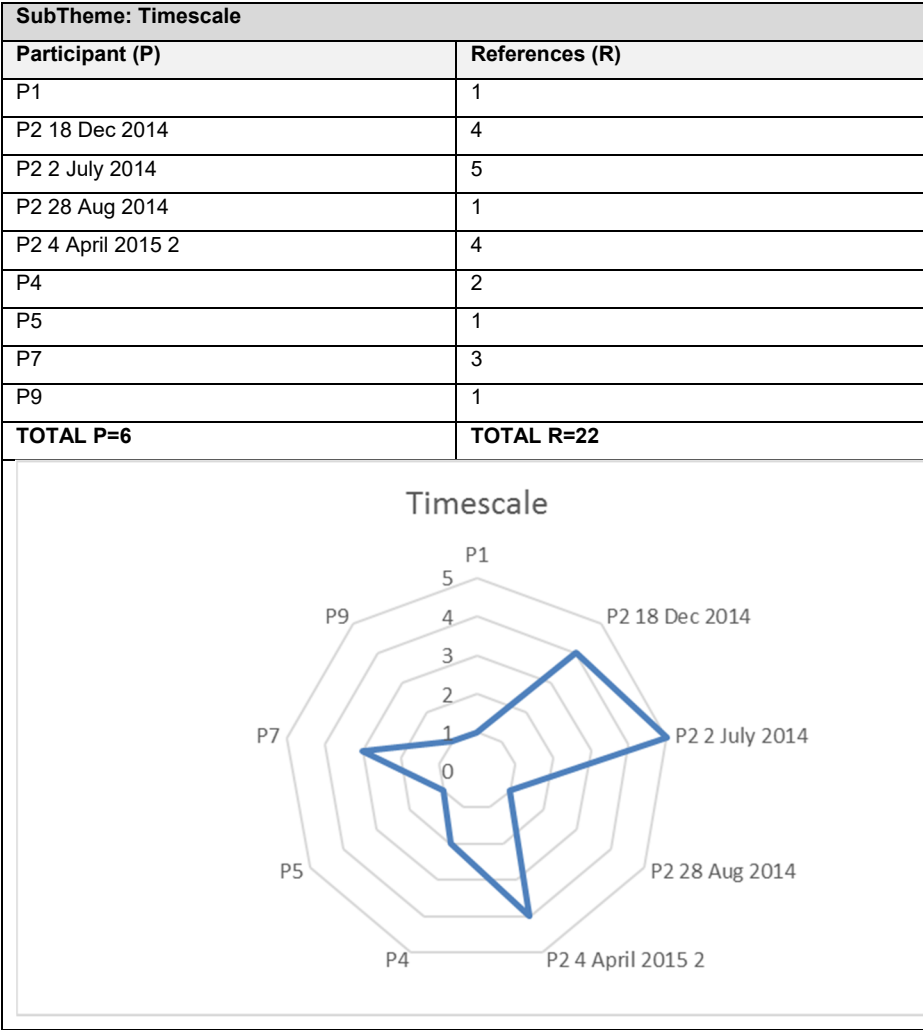 SubTheme: Timescale
Participant (P) References (R)
P1 1
P2 18 Dec 2014 4
P2 2 July 2014 5
P2 28 Aug 2014 1
P2 4 April 2015 2 4
P4 2
P5 1
P7 3
P9 1
TOTAL P=6 TOTAL R=22
Timescale
P1
5
P9 4 P2 18 Dec 2014
3
2
P7 1 P2 2 July 2014
0
P5 P2 28 Aug 2014
P4 P2 4 April 2015 2